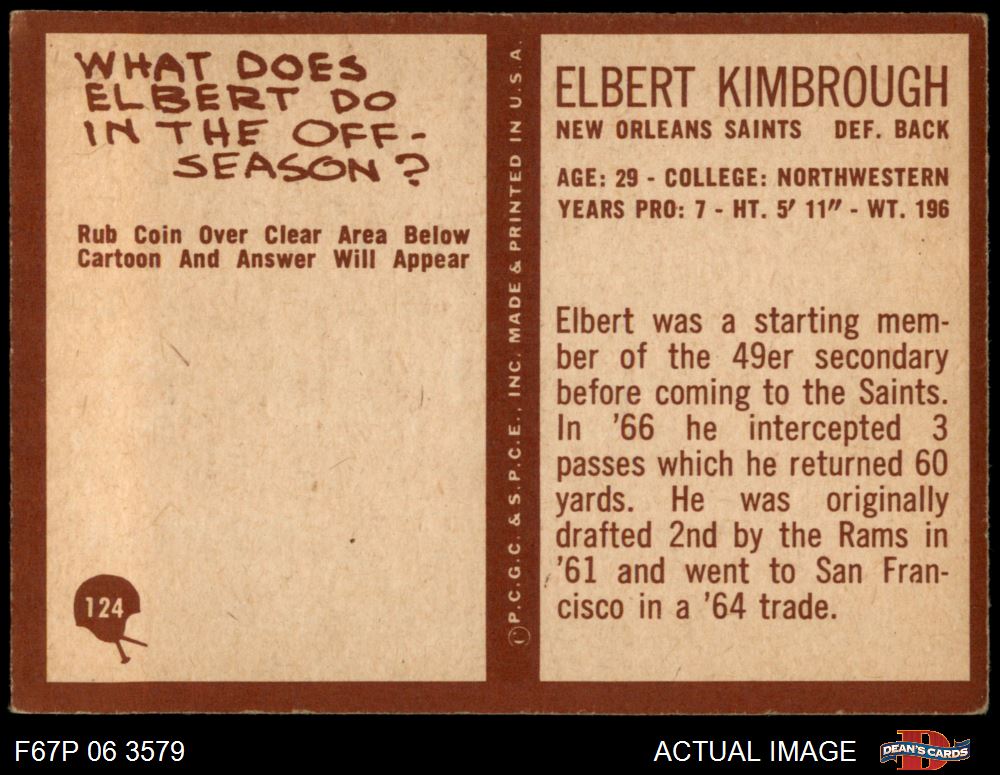 WHAT DOES
ELBERT DO
IN THE OFF-
SEASON?
Rub Coin Over Clear Area Below
Cartoon And Answer Will Appear
124
©P.C.G.C. & S.P.C.E., INC. MADE & PRINTED IN U.S.A.
ELBERT KIMBROUGH
NEW ORLEANS SAINTS DEF. BACK
AGE: 29 - COLLEGE: NORTHWESTERN
YEARS PRO: 7 - HT. 5' 11" - WT. 196
Elbert was a starting mem-
ber of the 49er secondary
before coming to the Saints.
In '66 he intercepted 3
passes which he returned 60
yards. He was originally
drafted 2nd by the Rams in
'61 and went to San Fran-
cisco in a '64 trade.
F67P 06 3579
ACTUAL IMAGE
D
DEAN'S CARDS